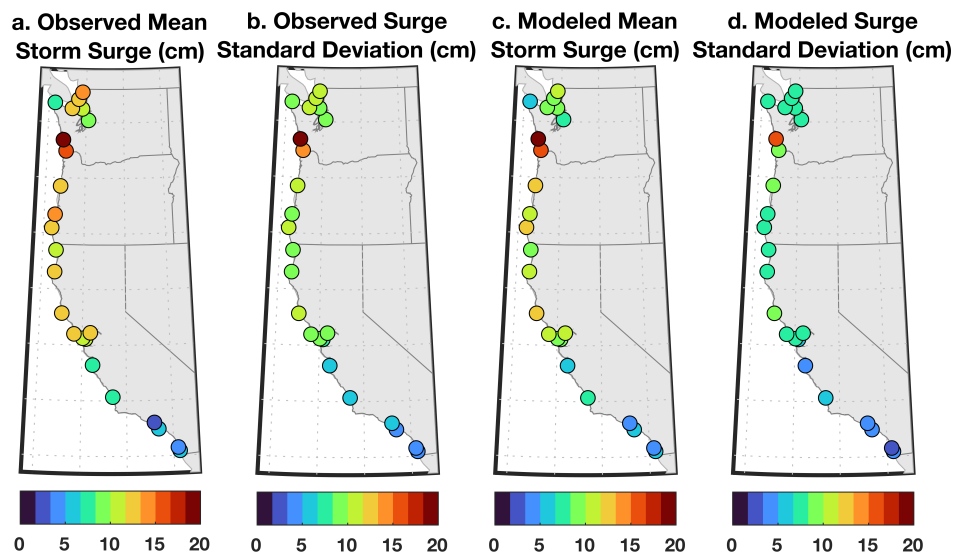 a. Observed Mean
Storm Surge (cm)
b. Observed Surge
Standard Deviation (cm)
c. Modeled Mean
Storm Surge (cm)
d. Modeled Surge
Standard Deviation (cm)
0 5 10 15 20
0 5 10 15 20
0 5 10 15 20
0 5 10 15 20